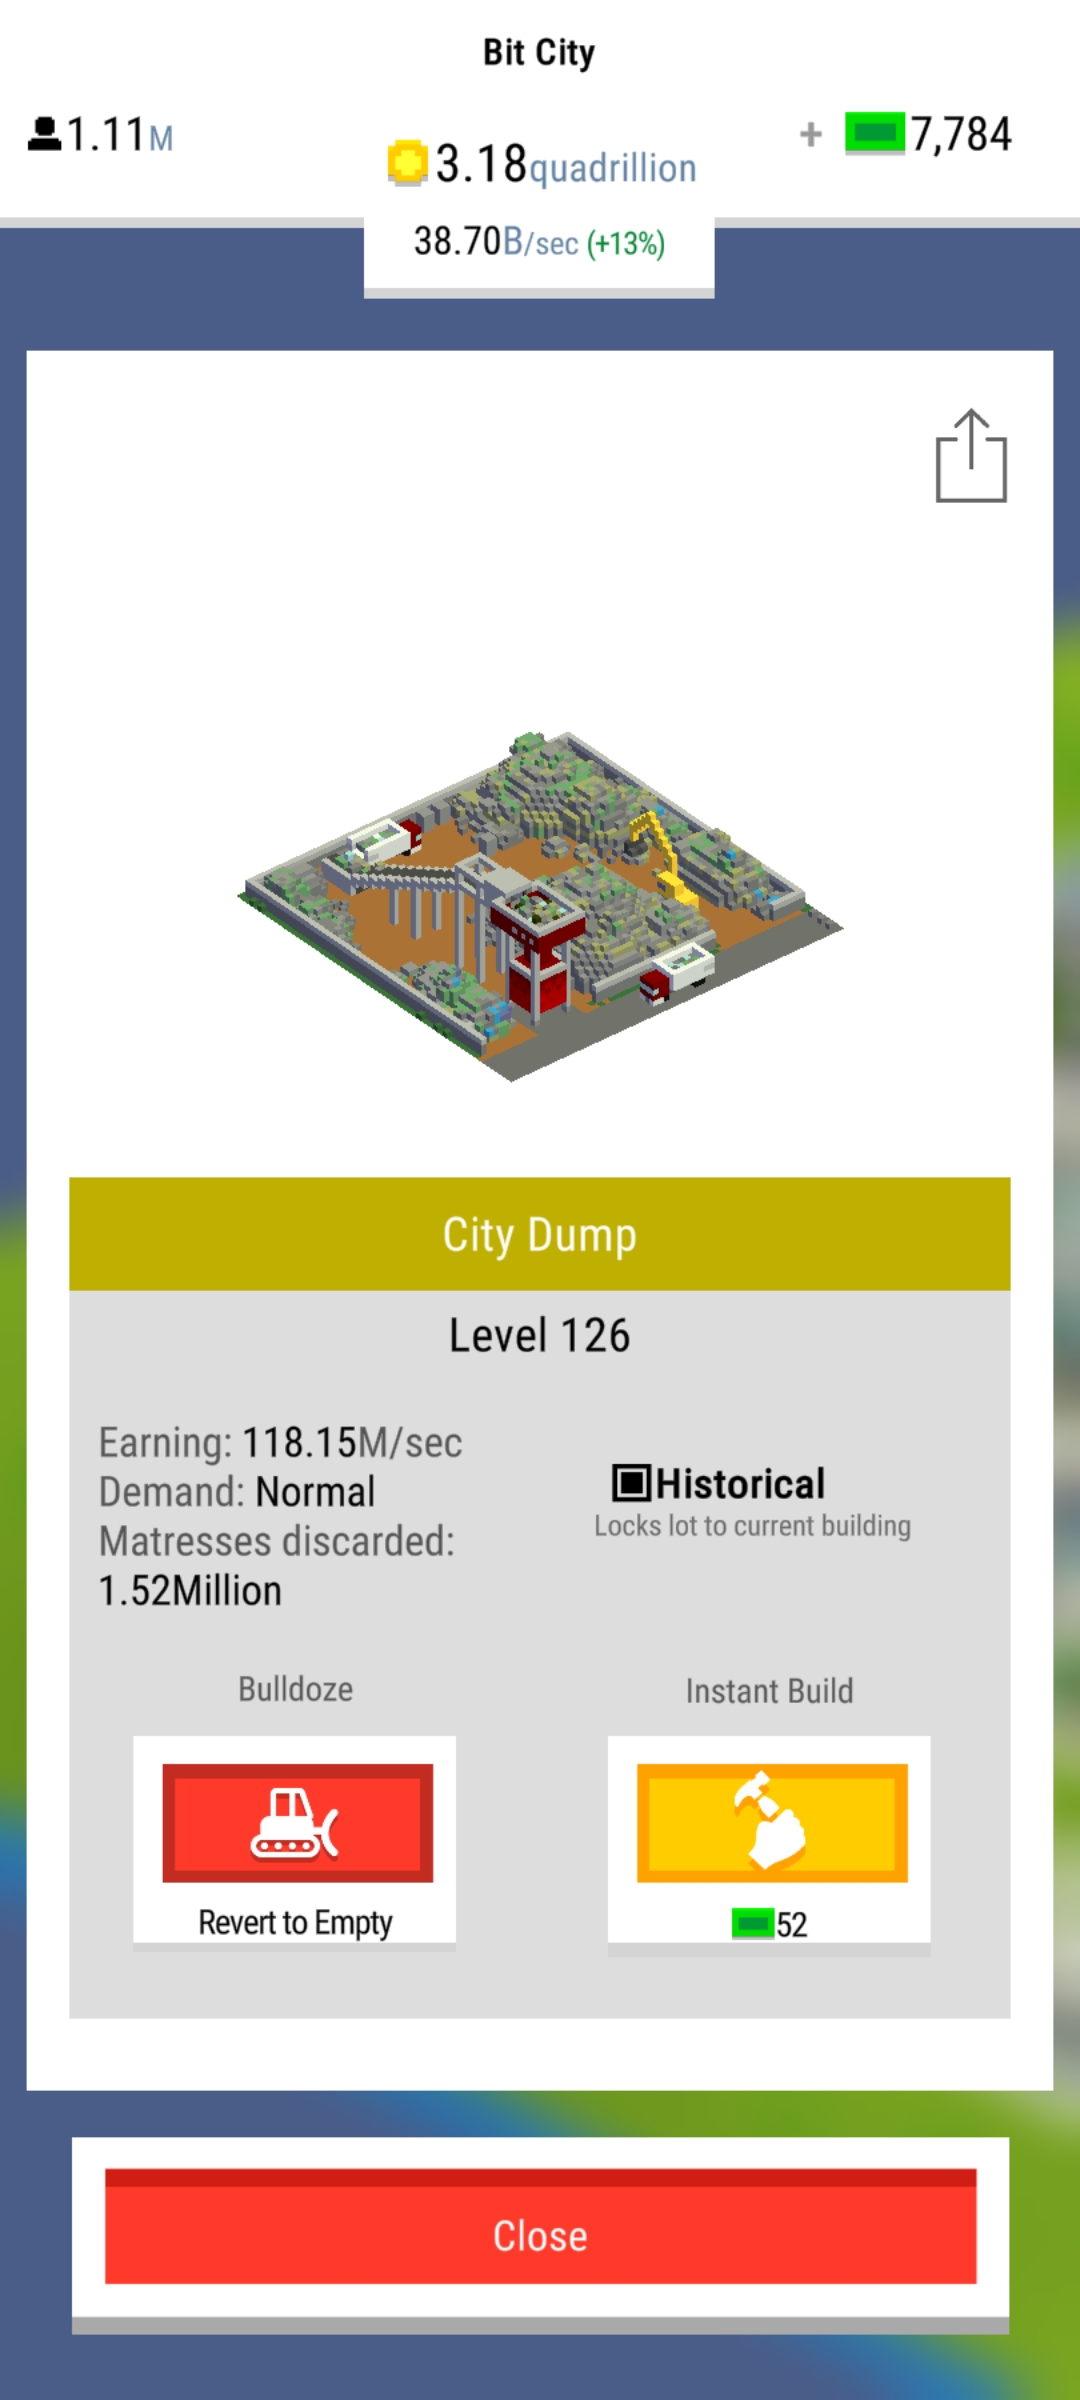 Bit City
1.11M
+ 7,784
3.18quadrillion
38.70B/sec (+13%)
City Dump
Level 126
Earning: 118.15M/sec
Demand: Normal
Matresses discarded:
1.52Million
Historical
Locks lot to current building
Bulldoze
Instant Build
Revert to Empty
52
Close